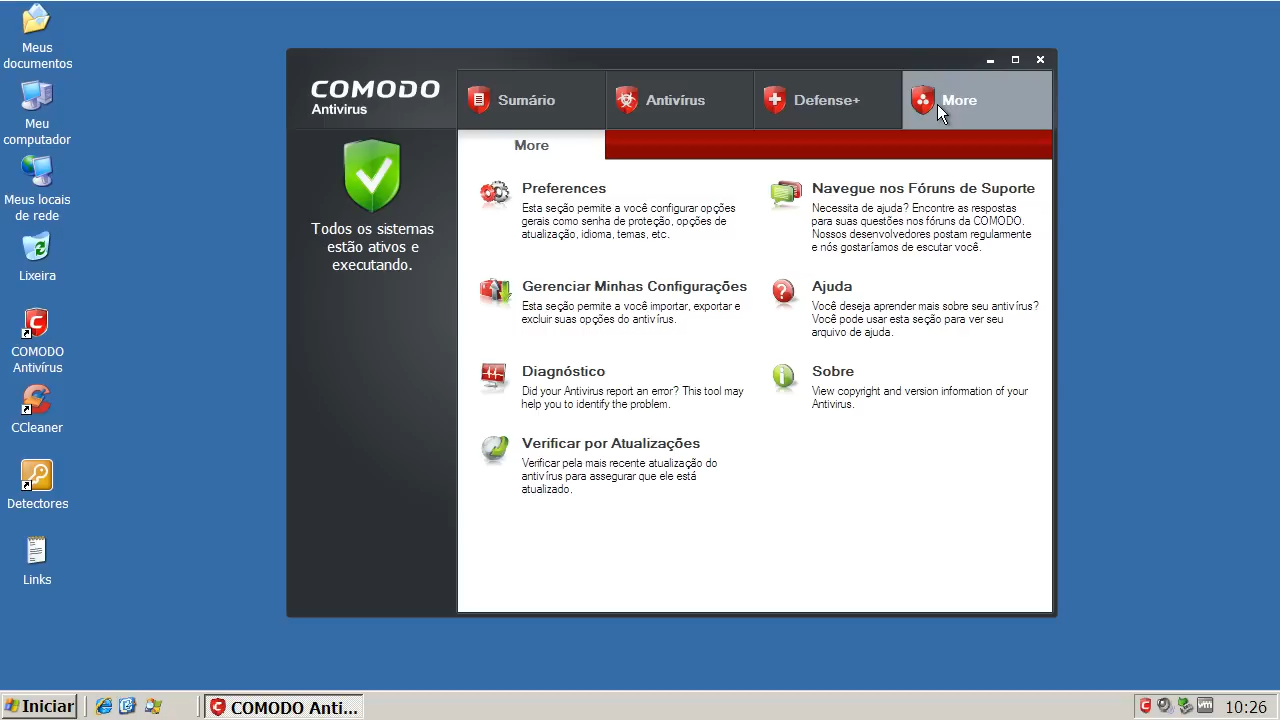 Meus
documentos
Meu
computador
Meus locais
de rede
Lixeira
COMODO
Antivírus
CCleaner
Detectores
Links
COMODO
Antivirus
Sumário
Antivírus
Defense+
More
Todos os sistemas
estão ativos e
executando.
More
Preferences
Esta seção permite a você configurar opções
gerais como senha de proteção, opções de
atualização, idioma, temas, etc.
Gerenciar Minhas Configurações
Esta seção permite a você importar, exportar e
excluir suas opções do antivírus.
Diagnóstico
Did your Antivirus report an error? This tool may
help you to identify the problem.
Verificar por Atualizações
Verificar pela mais recente atualização do
antivírus para assegurar que ele está
atualizado.
Navegue nos Fóruns de Suporte
Necessita de ajuda? Encontre as respostas
para suas questões nos fóruns da COMODO.
Nossos desenvolvedores postam regularmente
e nós gostaríamos de escutar você.
Ajuda
Você deseja aprender mais sobre seu antivírus?
Você pode usar esta seção para ver seu
arquivo de ajuda.
Sobre
View copyright and version information of your
Antivirus.
Iniciar
COMODO Anti...
vm
10:26